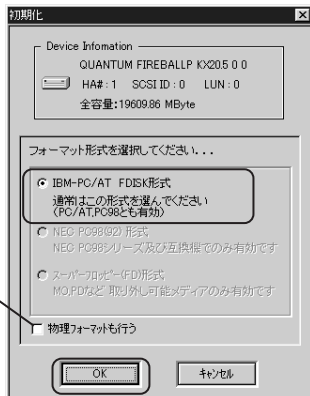 初期化
Device Infomation
QUANTUM FIREBALLP KX20.5 0 0
HA# : 1 SCSI ID : 0 LUN : 0
全容量:19609.86 MByte
フォーマット形式を選択してください...
IBM-PC/AT FDISK形式
通常はこの形式を選んでください
(PC/AT,PC98とも有効)
NEC PC98(92) 形式
NEC PC98シリーズ及び互換機でのみ有効です
スーパーフロッピー(FD)形式
MO,PDなど 取り外し可能メディアのみ有効です
物理フォーマットも行う
OK
キャンセル